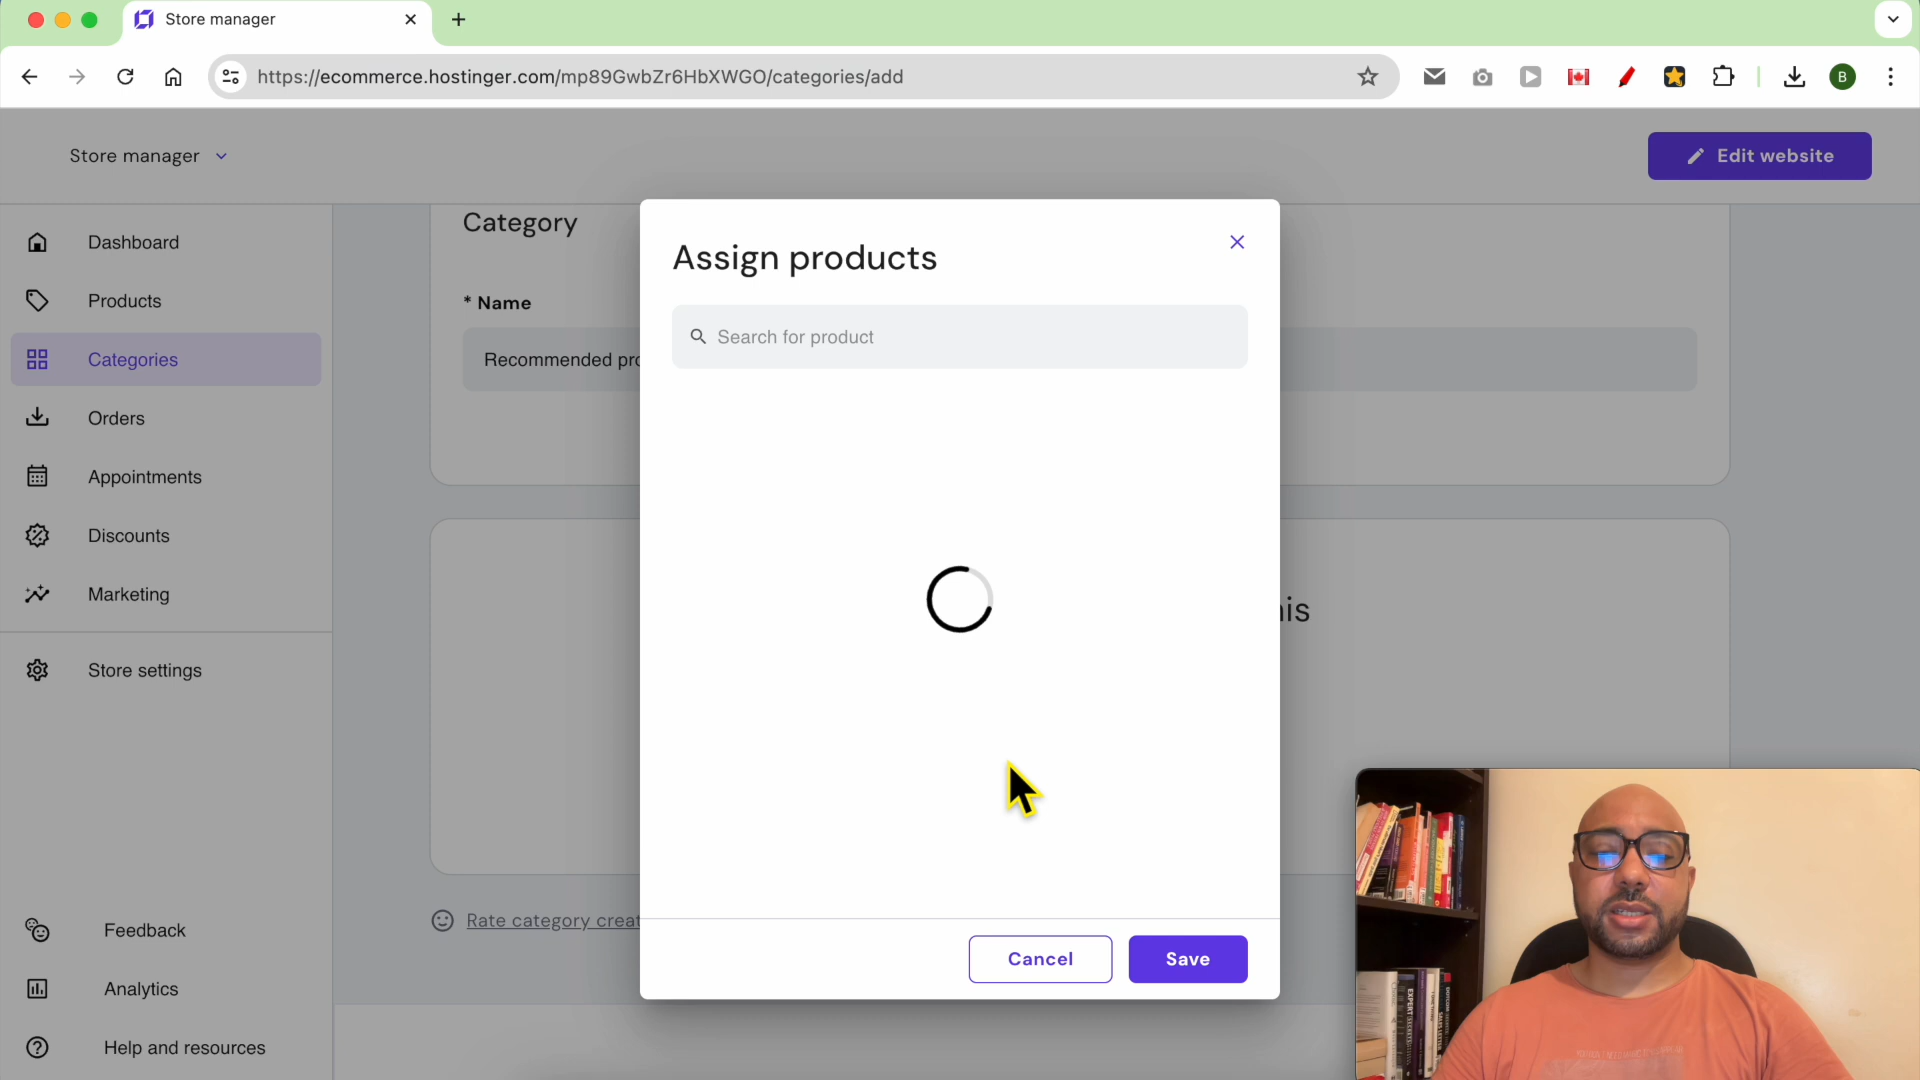 Store manager
https://ecommerce.hostinger.com/mp89GwbZr6HbXWGO/categories/add
B
Store manager
Edit website
Dashboard
Products
Categories
Orders
Appointments
Discounts
Marketing
Store settings
Feedback
Analytics
Help and resources
Category
* Name
Recommended pro
Assign products
Search for product
his
Rate category creat
Cancel
Save
EXPERT